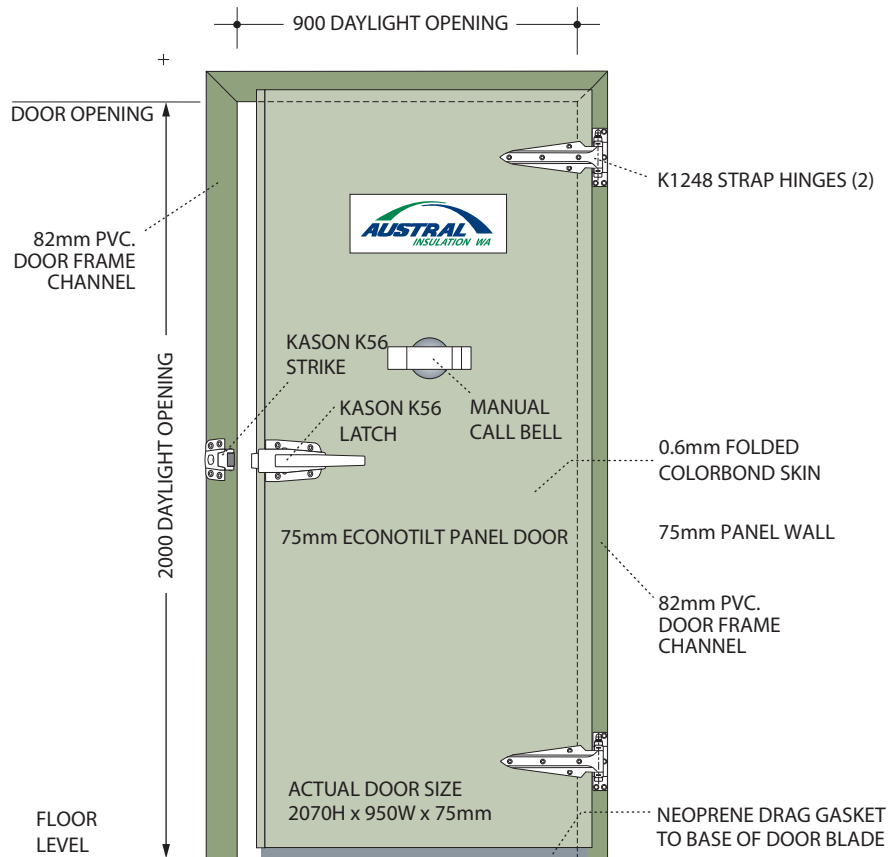 900 DAYLIGHT OPENING
DOOR OPENING
K1248 STRAP HINGES (2)
AUSTRAL
INSULATION WA
82mm PVC.
DOOR FRAME
CHANNEL
2000 DAYLIGHT OPENING
KASON K56
STRIKE
KASON K56
LATCH
MANUAL
CALL BELL
0.6mm FOLDED
COLORBOND SKIN
75mm ECONOTILT PANEL DOOR
75mm PANEL WALL
82mm PVC.
DOOR FRAME
CHANNEL
ACTUAL DOOR SIZE
2070H x 950W x 75mm
FLOOR
LEVEL
NEOPRENE DRAG GASKET
TO BASE OF DOOR BLADE